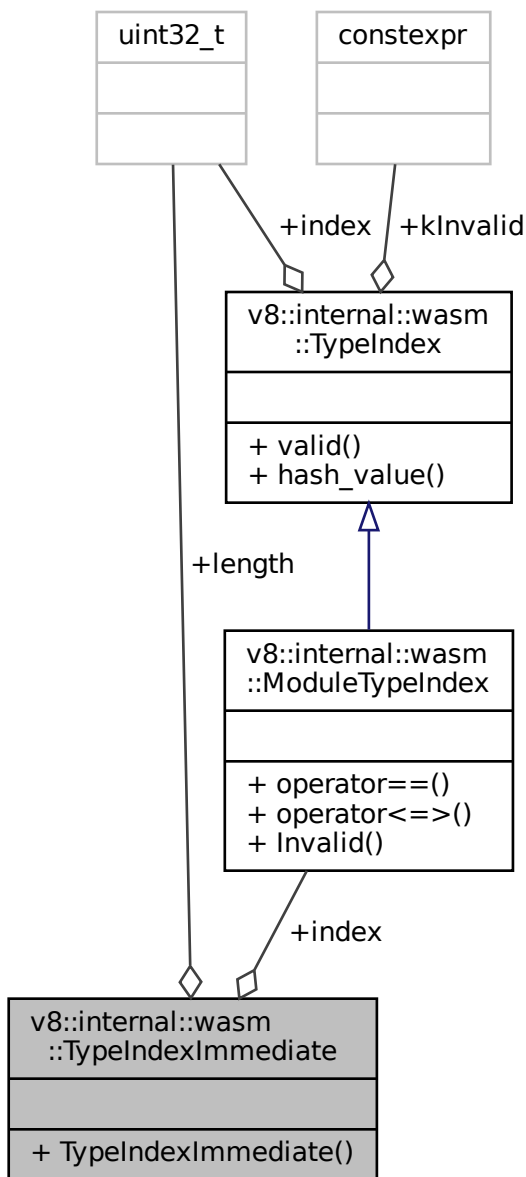 uint32_t
constexpr
+index
+kInvalid
v8::internal::wasm
::TypeIndex
+ valid()
+ hash_value()
+length
v8::internal::wasm
::ModuleTypeIndex
+ operator==()
+ operator<=>()
+ Invalid()
+index
v8::internal::wasm
::TypeIndexImmediate
+ TypeIndexImmediate()